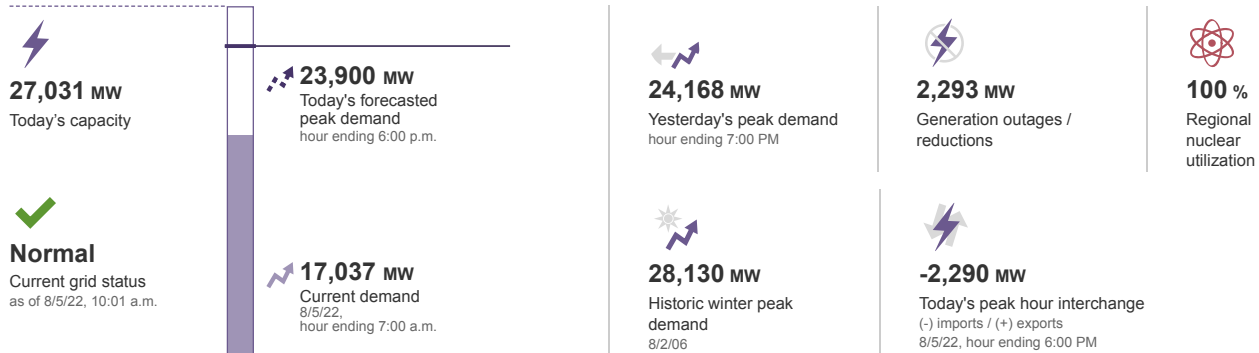 27,031 MW
Today's capacity
Normal
Current grid status
as of 8/5/22, 10:01 a.m.
23,900 MW
Today's forecasted
peak demand
hour ending 6:00 p.m.
17,037 MW
Current demand
8/5/22,
hour ending 7:00 a.m.
24,168 MW
Yesterday's peak demand
hour ending 7:00 PM
2,293 MW
Generation outages /
reductions
100 %
Regional
nuclear
utilization
28,130 MW
Historic winter peak
demand
8/2/06
-2,290 MW
Today's peak hour interchange
(-) imports / (+) exports
8/5/22, hour ending 6:00 PM